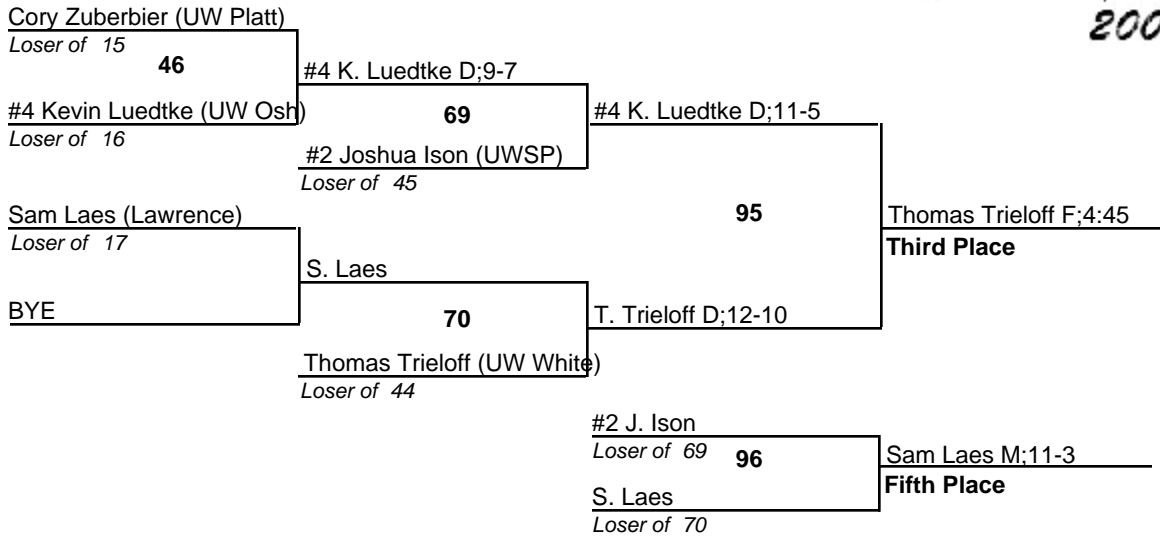 200
Cory Zuberbier (UW Platt)
Loser of 15
46
#4 K. Luedtke D;9-7
#4 Kevin Luedtke (UW Osh)
Loser of 16
69
#4 K. Luedtke D;11-5
#2 Joshua Ison (UWSP)
Loser of 45
Sam Laes (Lawrence)
Loser of 17
95
Thomas Trieloff F;4:45
Third Place
S. Laes
BYE
70
T. Trieloff D;12-10
Thomas Trieloff (UW White)
Loser of 44
#2 J. Ison
Loser of 69
96
Sam Laes M;11-3
Fifth Place
S. Laes
Loser of 70